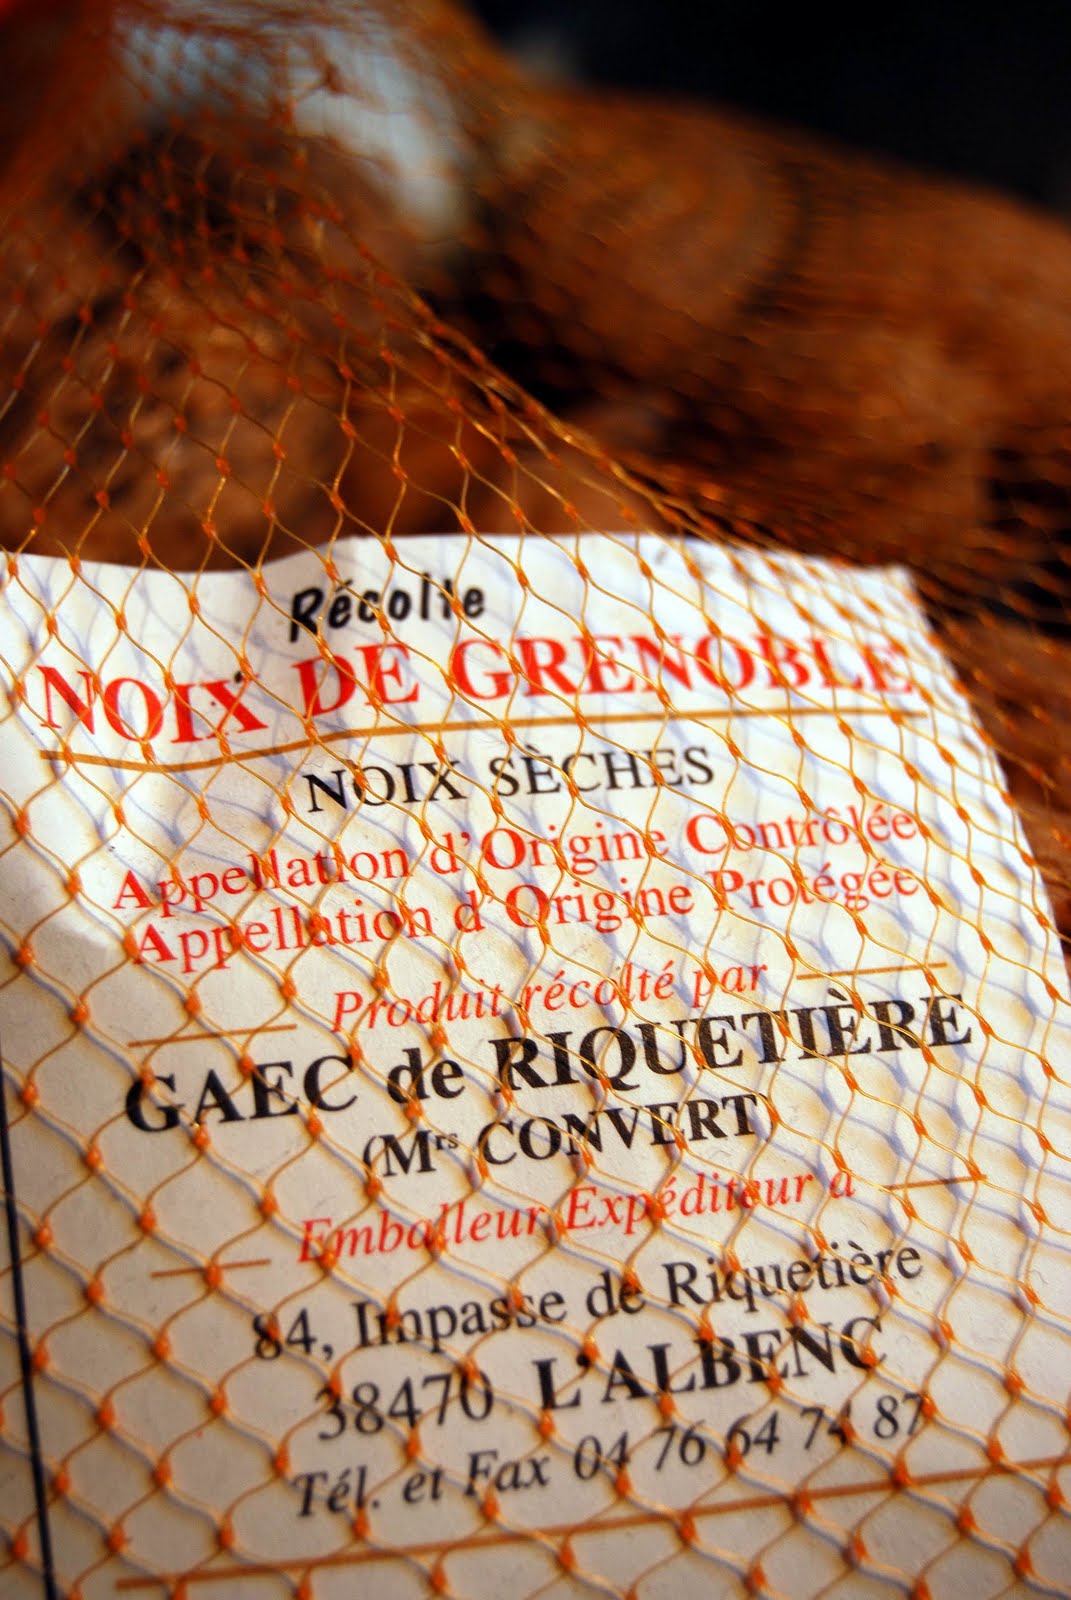 Récolte
NOIX DE GRENOBLE
NOIX SÈCHES
Appellation d'Origine Contrôlée
Appellation d'Origine Protégée
Produit récolté par
GAEC de RIQUETIÈRE
(Mrs CONVERT)
Emballeur Expéditeur à
84, Impasse de Riquetière
38470 L'ALBENC
Tél. et Fax 04 76 64 74 87